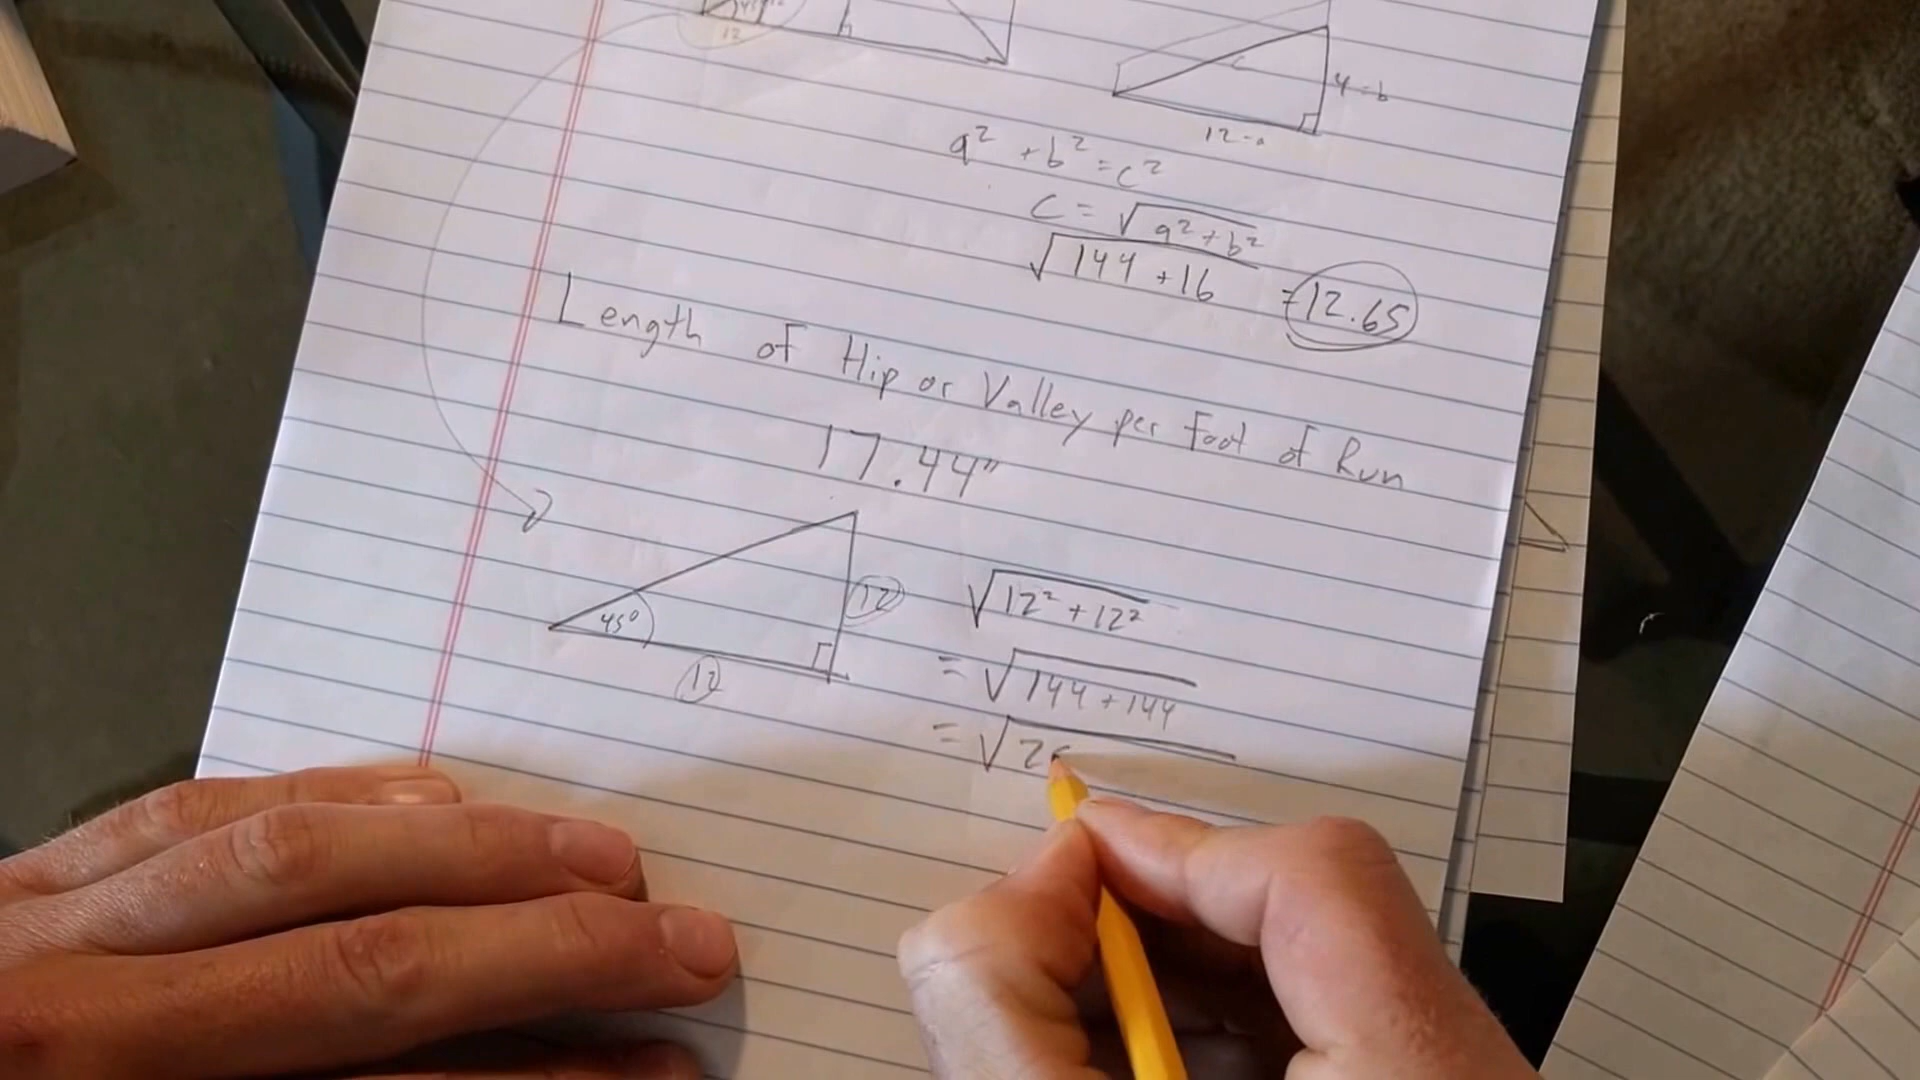 12
c
4 = b
12 = a
a² + b² = c²
c = √a² + b²
√144 + 16 = 12.65
Length of Hip or Valley per Foot of Run
17.44"
45°
12
12
√12² + 12²
= √144 + 144
= √2